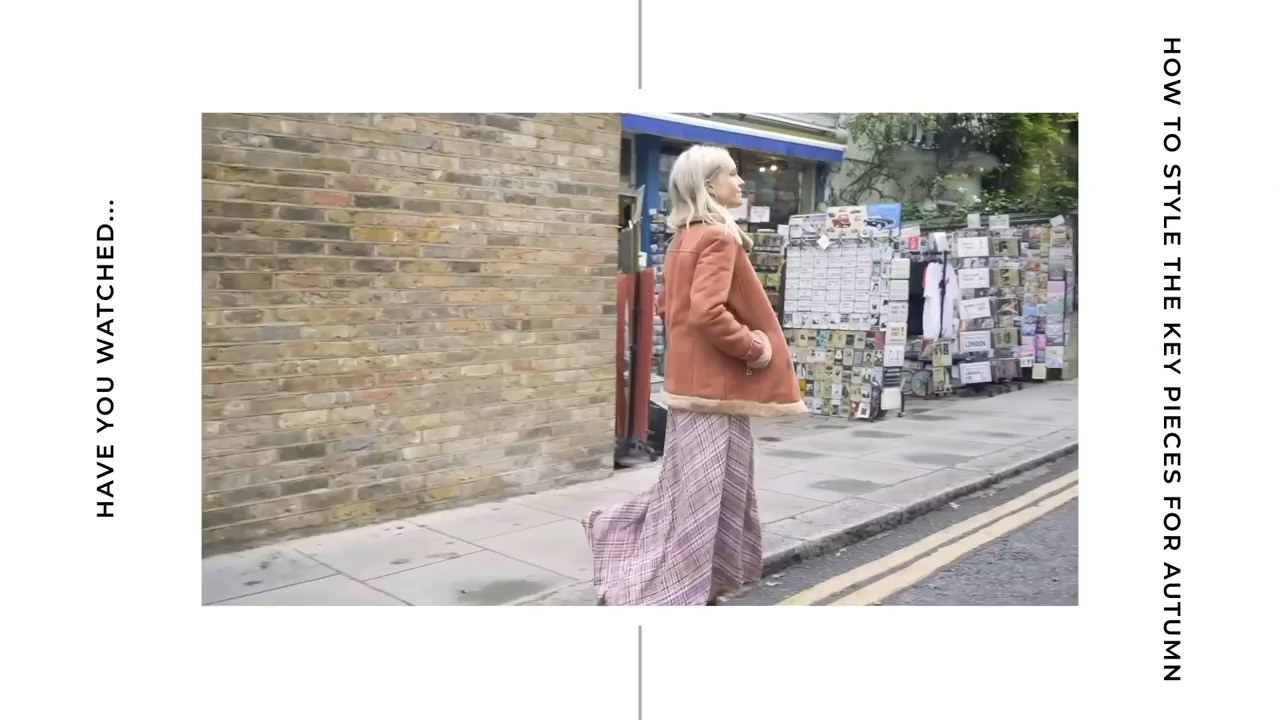 HAVE YOU WATCHED...
HOW TO STYLE THE KEY PIECES FOR AUTUMN
LONDON